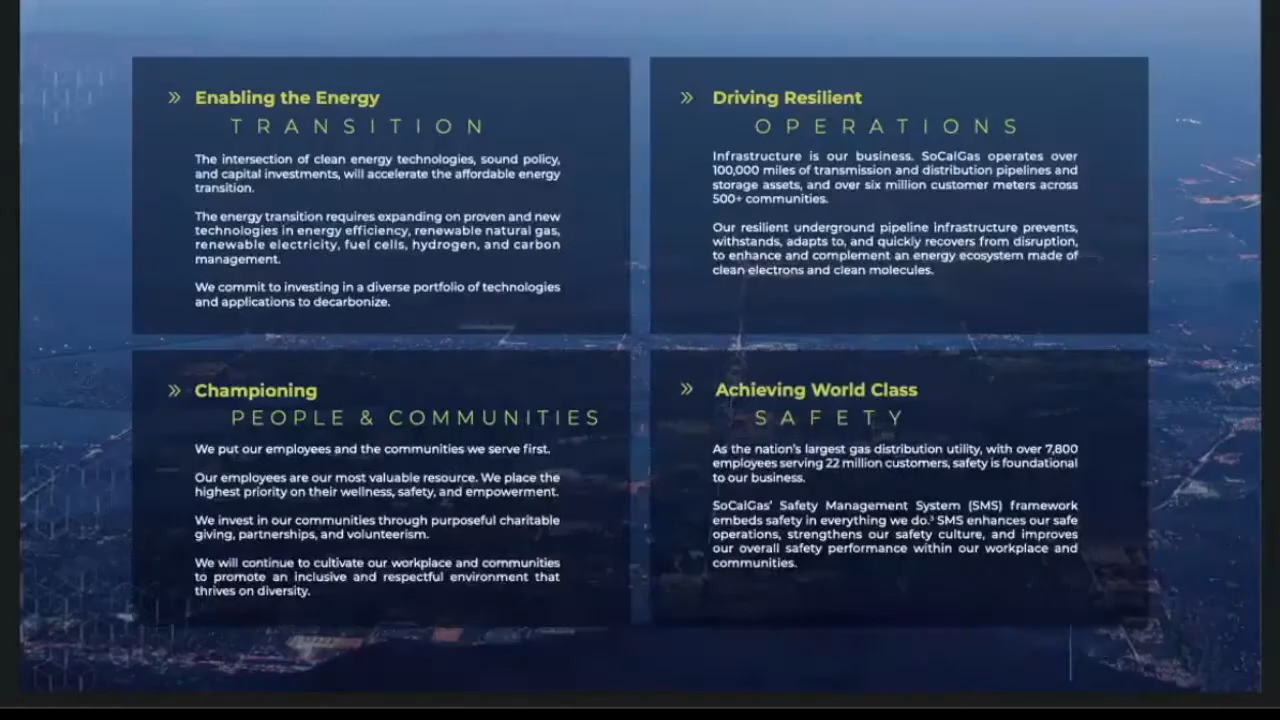 Enabling the Energy
TRANSITION
The intersection of clean energy technologies, sound policy,
and capital investments, will accelerate the affordable energy
transition.
The energy transition requires expanding on proven and new
technologies in energy efficiency, renewable natural gas,
renewable electricity, fuel cells, hydrogen, and carbon
management.
We commit to investing in a diverse portfolio of technologies
and applications to decarbonize.
Driving Resilient
OPERATIONS
Infrastructure is our business. SoCalGas operates over
100,000 miles of transmission and distribution pipelines and
storage assets, and over six million customer meters across
500+ communities.
Our resilient underground pipeline infrastructure prevents,
withstands, adapts to, and quickly recovers from disruption,
to enhance and complement an energy ecosystem made of
clean electrons and clean molecules.
Championing
PEOPLE & COMMUNITIES
We put our employees and the communities we serve first.
Our employees are our most valuable resource. We place the
highest priority on their wellness, safety, and empowerment.
We invest in our communities through purposeful charitable
giving, partnerships, and volunteerism.
We will continue to cultivate our workplace and communities
to promote an inclusive and respectful environment that
thrives on diversity.
Achieving World Class
SAFETY
As the nation's largest gas distribution utility, with over 7,800
employees serving 22 million customers, safety is foundational
to our business.
SoCalGas' Safety Management System (SMS) framework
embeds safety in everything we do.³ SMS enhances our safe
operations, strengthens our safety culture, and improves
our overall safety performance within our workplace and
communities.